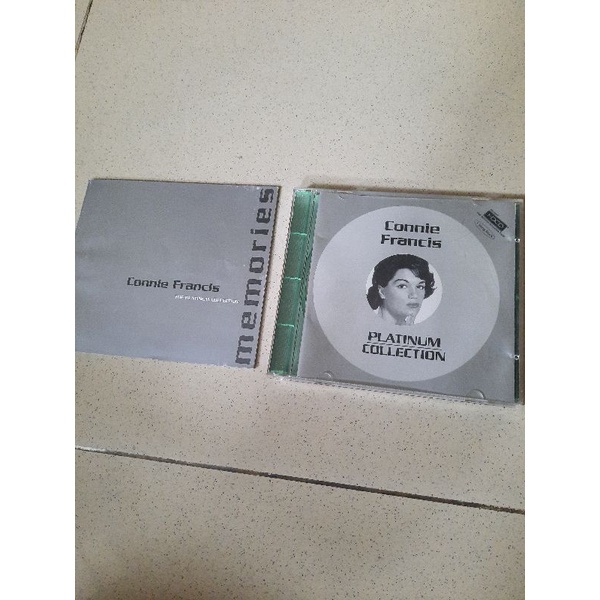 Connie Francis
memories
Connie
Francis
PLATINUM
COLLECTION